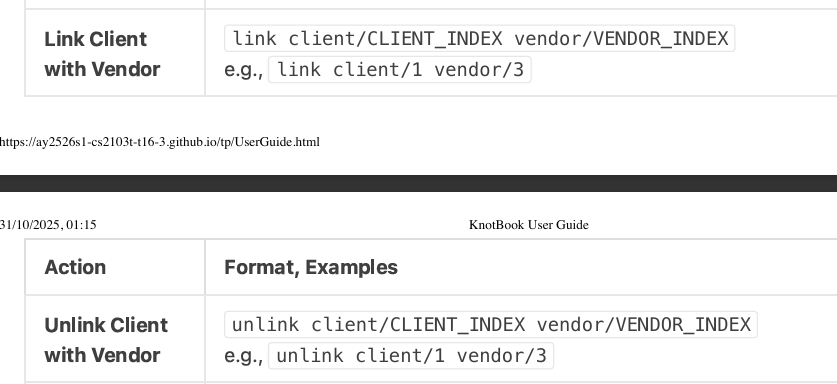 Link Client link client/CLIENT_INDEX vendor/VENDOR_INDEX
with Vendor e.g., link client/1 vendor/3
https://ay2526s1-cs2103t-t16-3.github.io/tp/UserGuide.html
31/10/2025, 01:15 KnotBook User Guide
Action Format, Examples
Unlink Client unlink client/CLIENT_INDEX vendor/VENDOR_INDEX
with Vendor e.g., unlink client/1 vendor/3